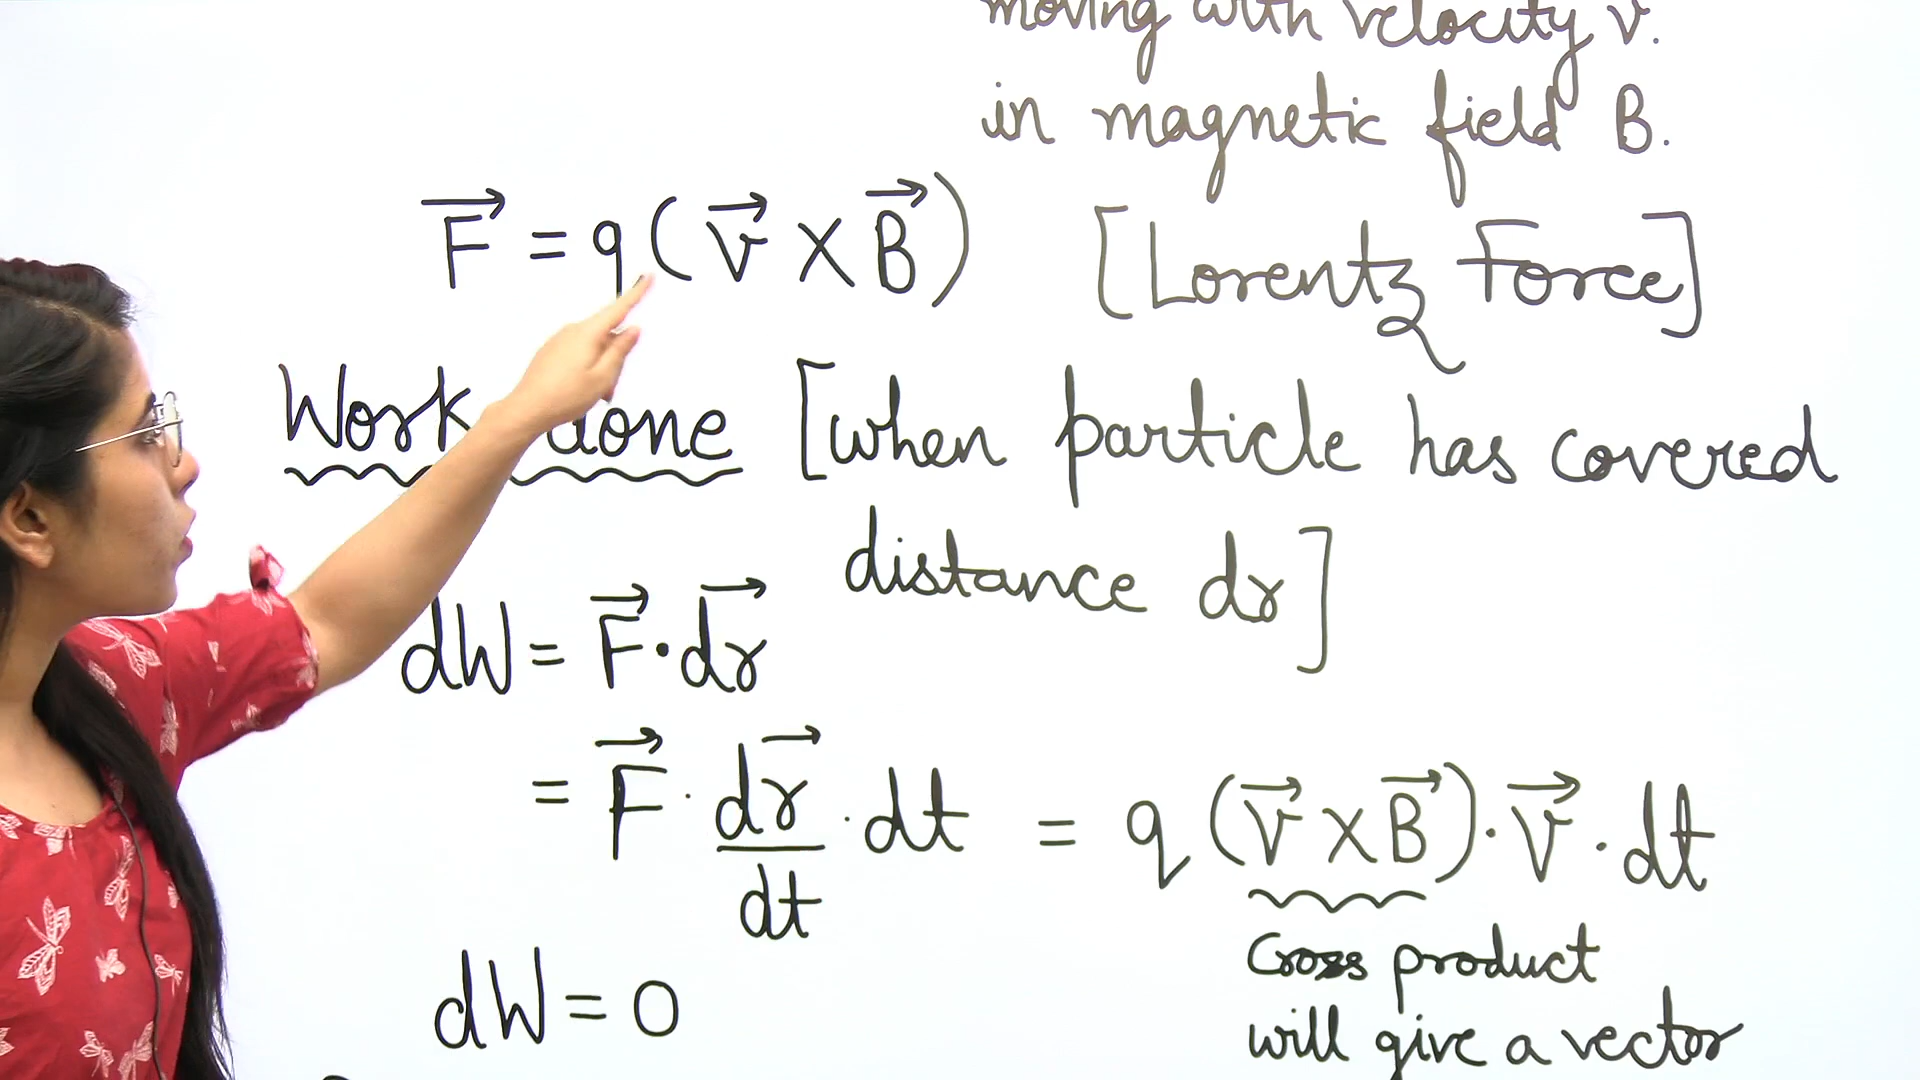 moving with velocity v.
in magnetic field B.
F⃗ = q(v⃗ × B⃗) [Lorentz Force]
Work done [when particle has covered
distance dr]
dW = F⃗·dr⃗
= F⃗ · dr⃗/dt · dt = q(v⃗ × B⃗)·v⃗·dt
Cross product
dW = 0
will give a vector